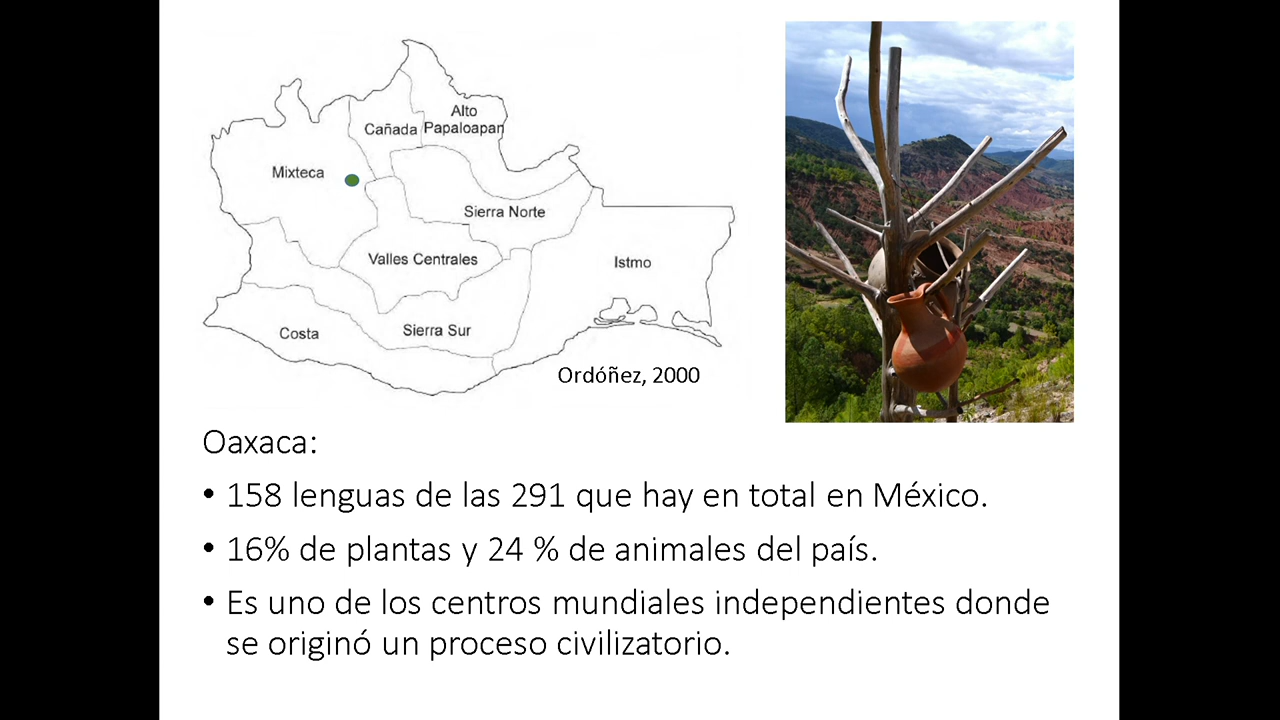 Alto
Cañada Papaloapan
Mixteca
Sierra Norte
Valles Centrales
Istmo
Costa
Sierra Sur
Ordóñez, 2000
Oaxaca:
• 158 lenguas de las 291 que hay en total en México.
• 16% de plantas y 24 % de animales del país.
• Es uno de los centros mundiales independientes donde
se originó un proceso civilizatorio.